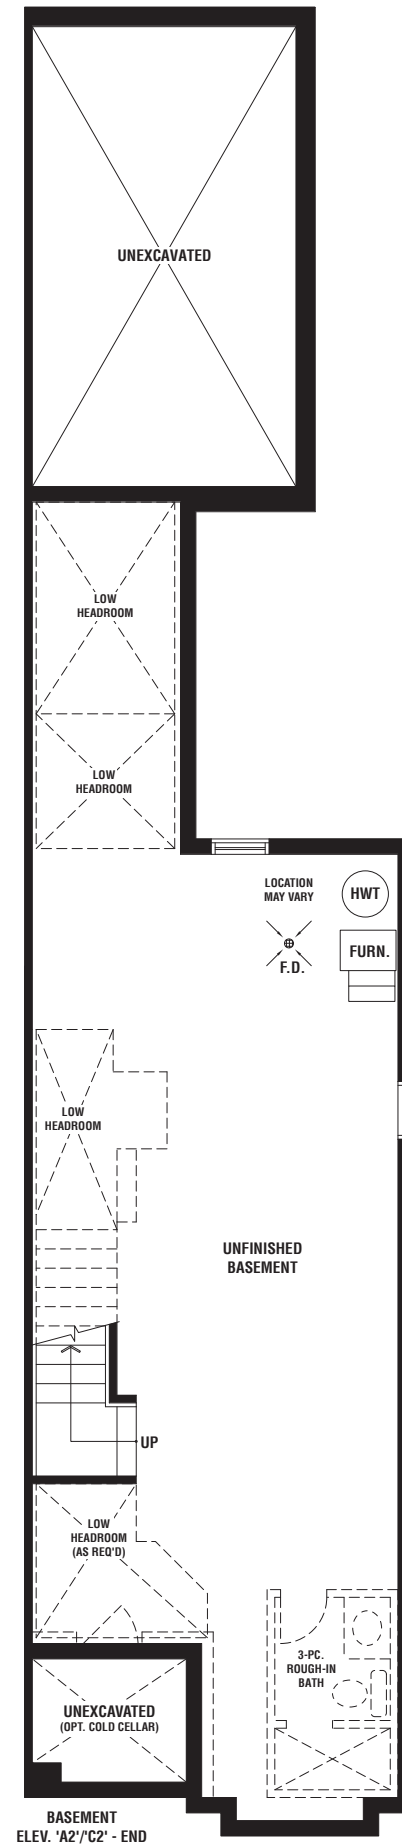 UNEXCAVATED
LOW
HEADROOM
LOW
HEADROOM
LOCATION
MAY VARY
HWT
F.D.
FURN.
LOW
HEADROOM
UNFINISHED
BASEMENT
UP
LOW
HEADROOM
(AS REQ'D)
3-PC.
ROUGH-IN
BATH
UNEXCAVATED
(OPT. COLD CELLAR)
BASEMENT
ELEV. 'A2'/'C2' - END